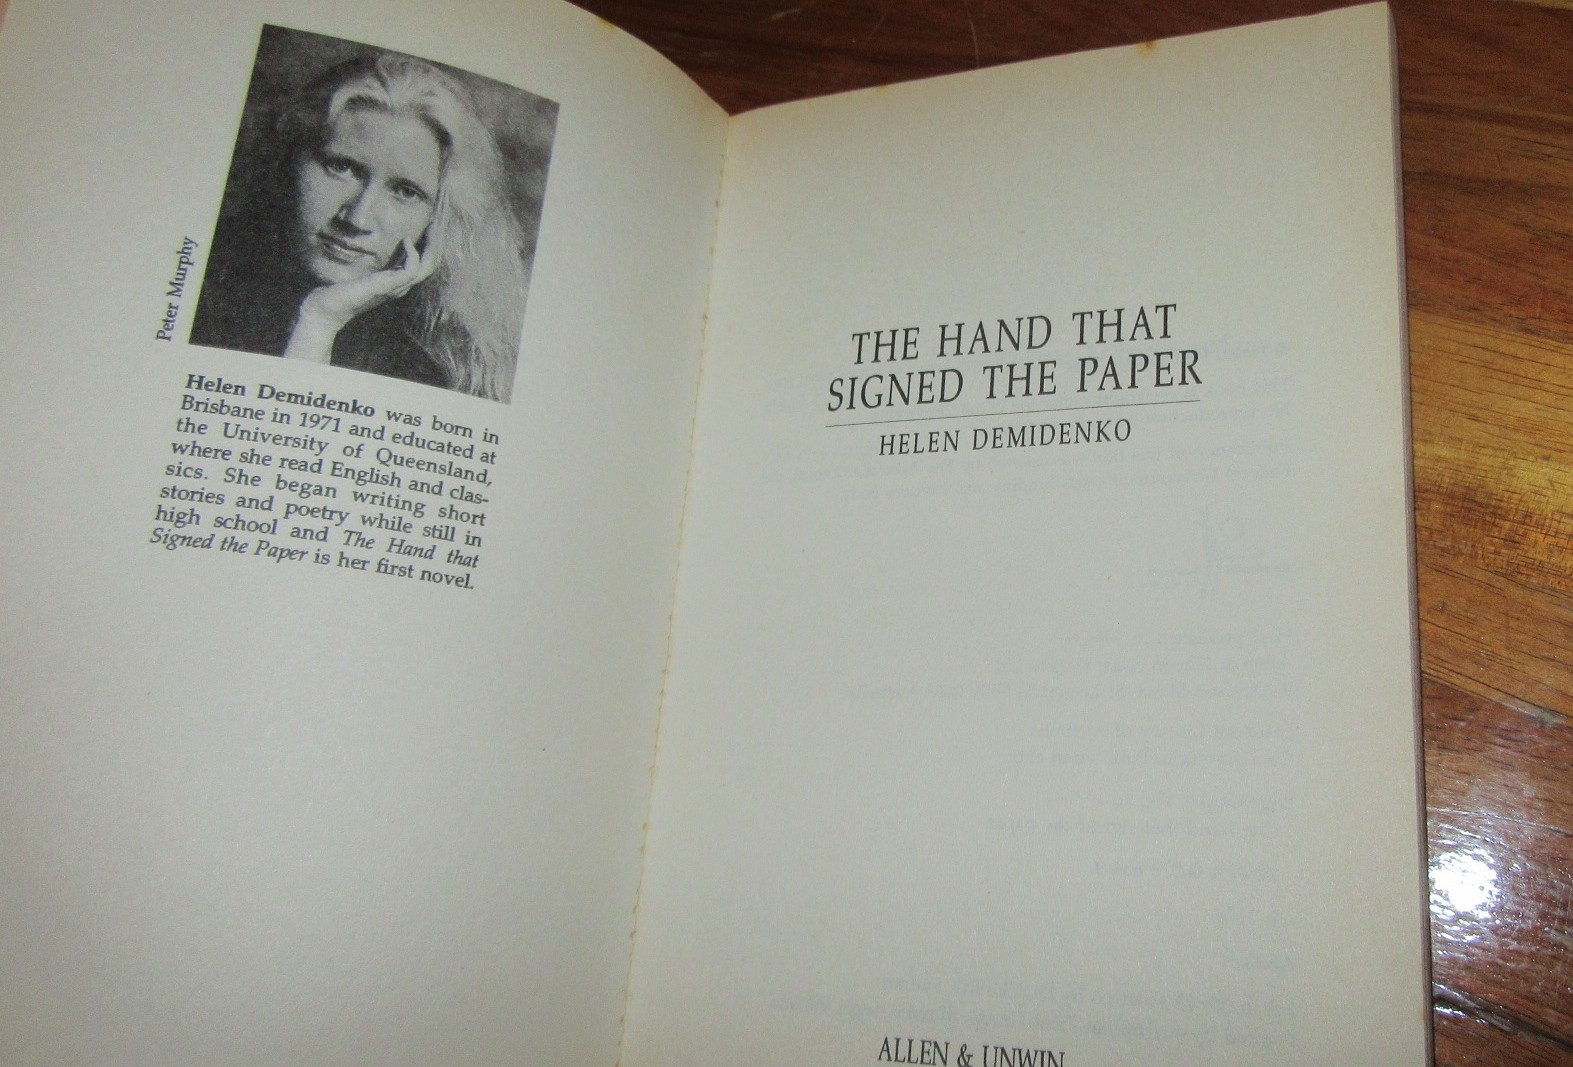 Peter Murphy
Helen Demidenko was born in
Brisbane in 1971 and educated at
the University of Queensland,
where she read English and clas-
sics. She began writing short
stories and poetry while still in
high school and The Hand that
Signed the Paper is her first novel.
THE HAND THAT
SIGNED THE PAPER
HELEN DEMIDENKO
ALLEN & UNWIN